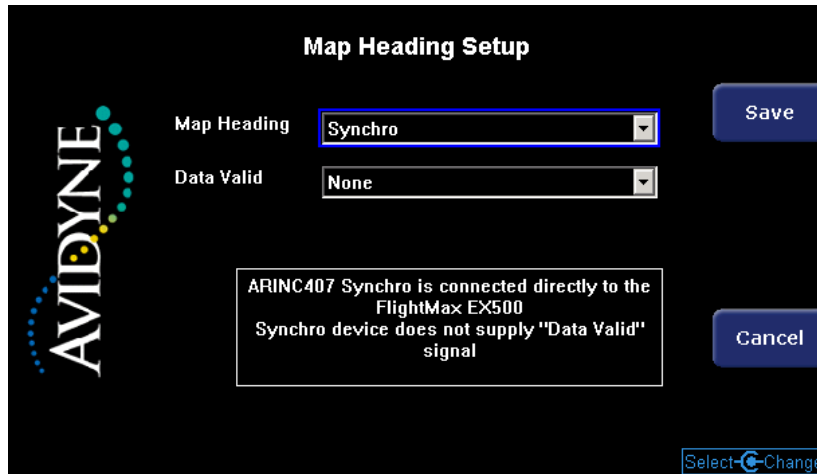 Map Heading Setup
Save
Map Heading
Synchro
Data Valid
None
AVIDYNE
ARINC407 Synchro is connected directly to the
FlightMax EX500
Synchro device does not supply "Data Valid"
signal
Cancel
Select
Change